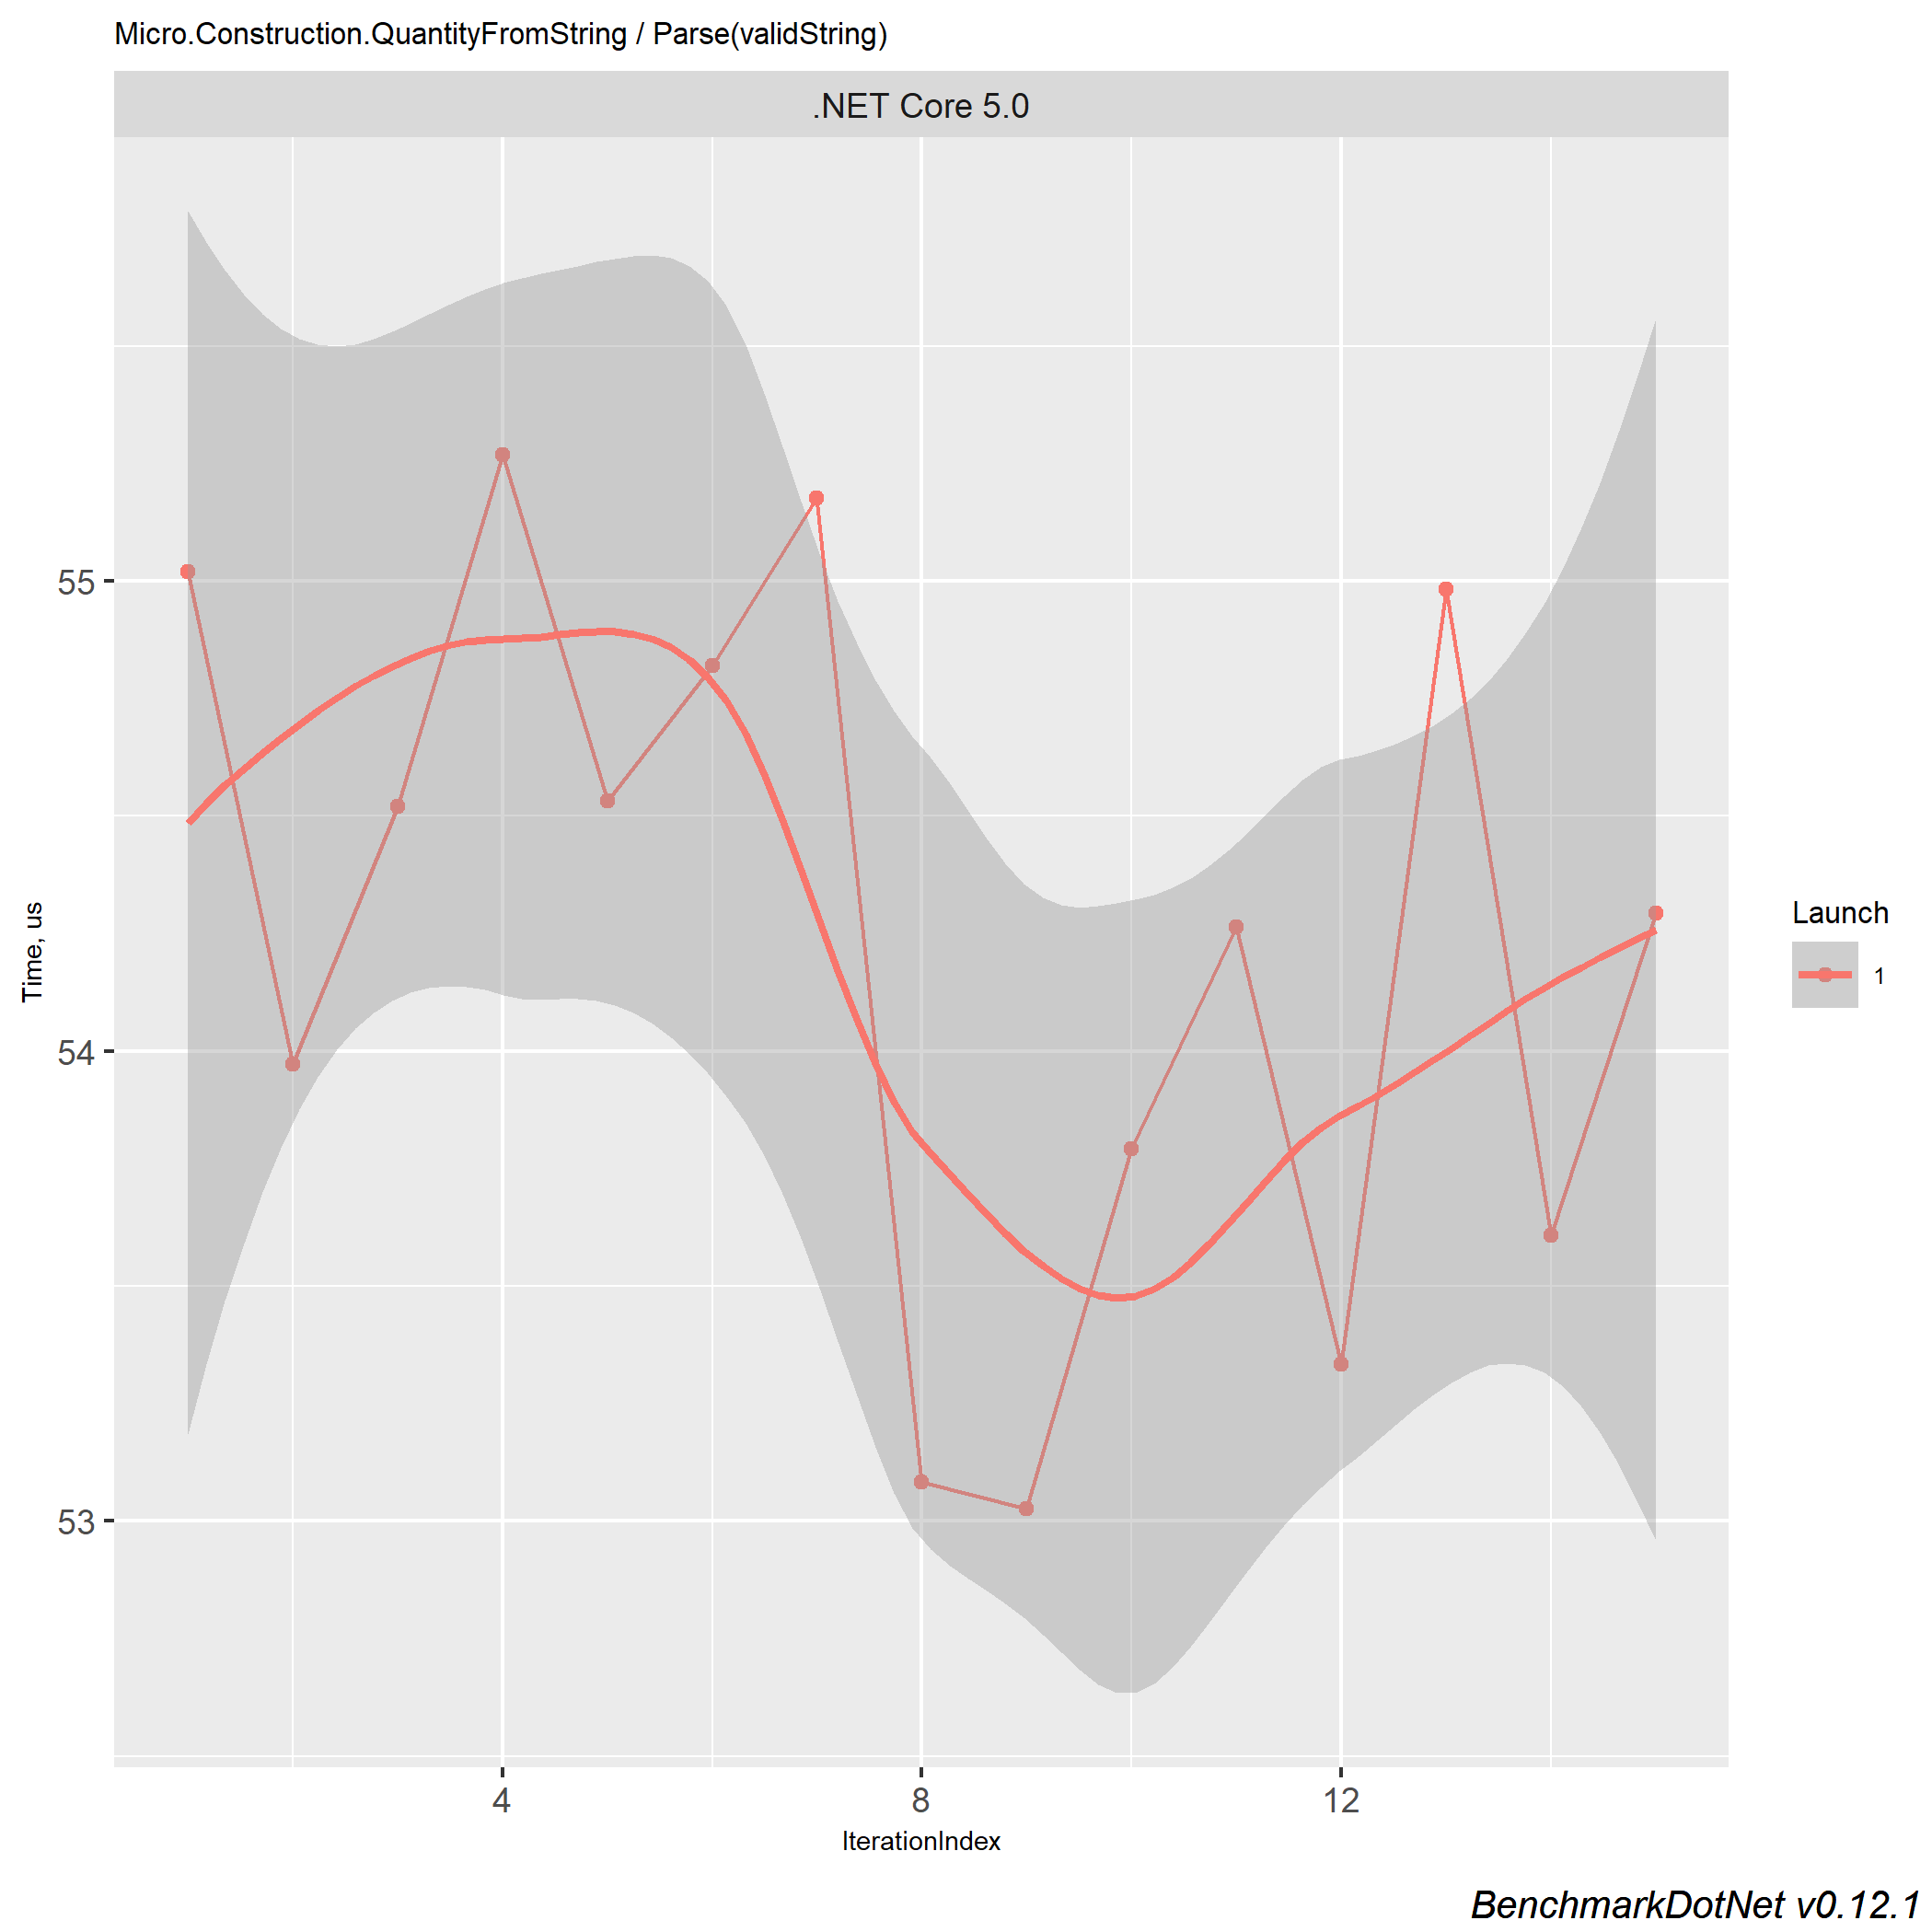 Micro.Construction.QuantityFromString / Parse(validString)
.NET Core 5.0
55
54
53
Time, us
4
8
12
IterationIndex
Launch
1
BenchmarkDotNet v0.12.1